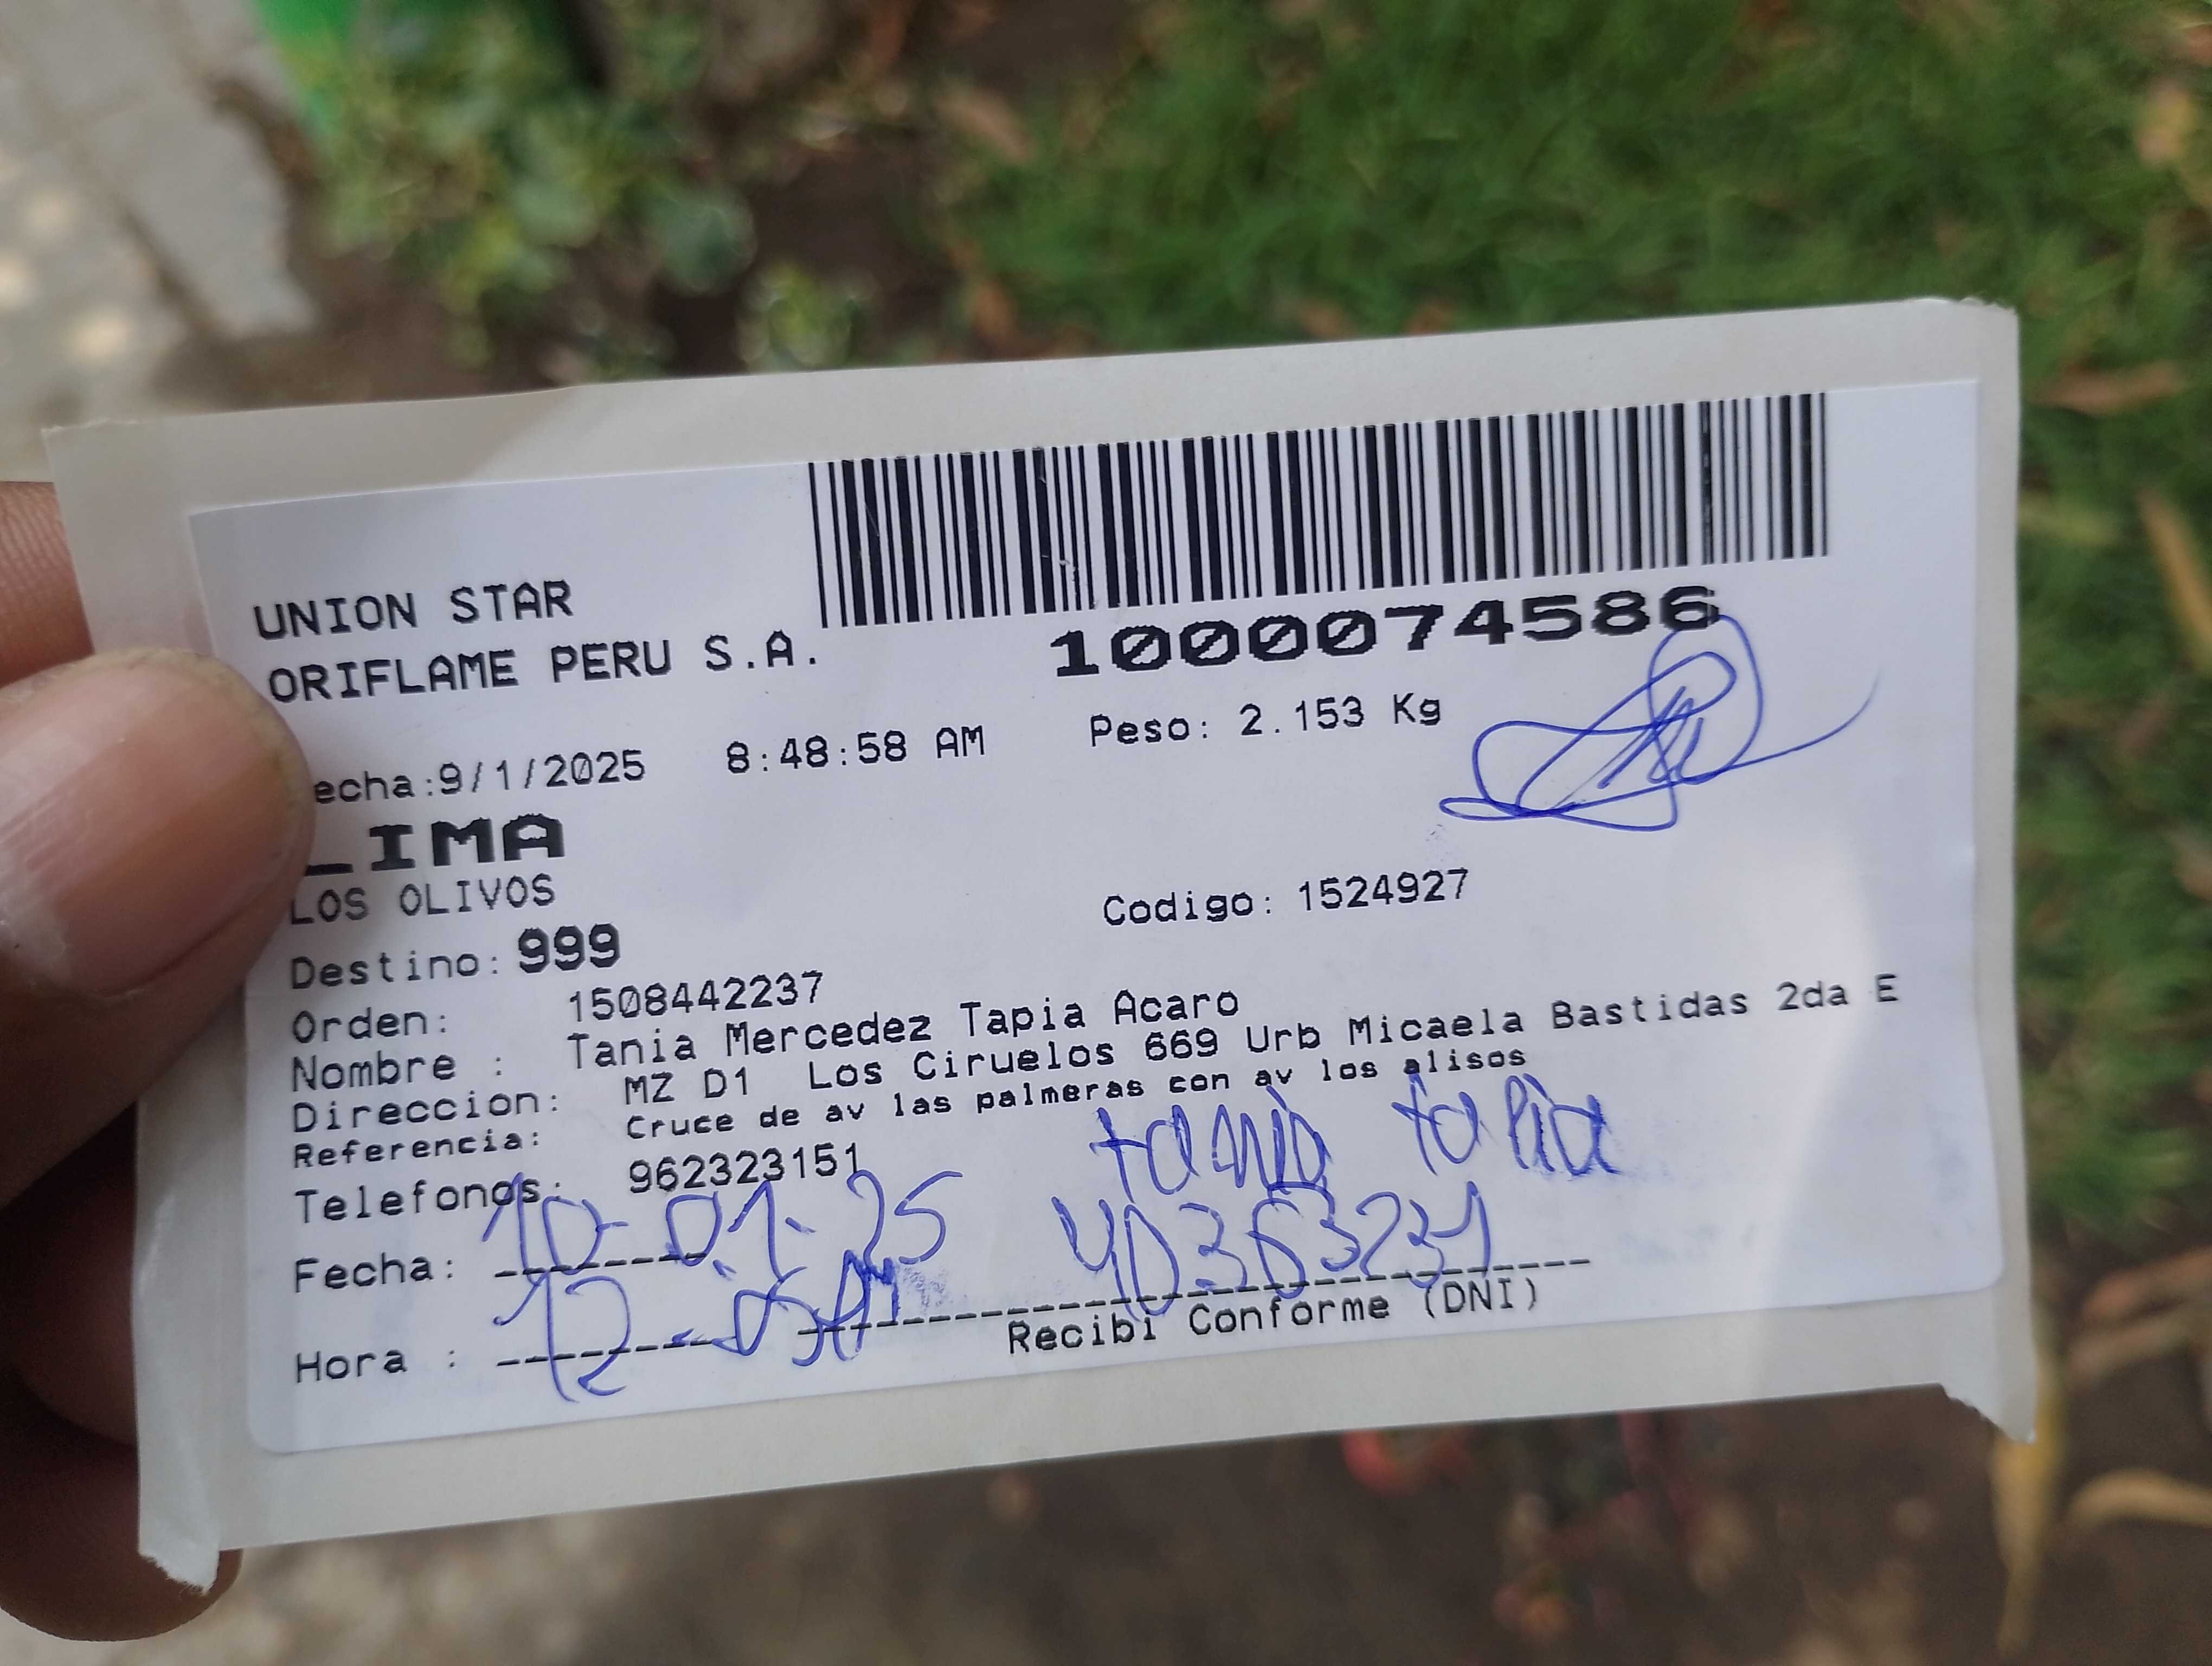 UNION STAR
ORIFLAME PERU S.A.
1000074586
echa:9/1/2025 8:48:58 AM Peso: 2.153 Kg
LIMA
LOS OLIVOS
Codigo: 1524927
Destino: 999
Orden: 1508442237
Nombre : Tania Mercedez Tapia Acaro
Direccion: MZ D1 Los Ciruelos 669 Urb Micaela Bastidas 2da E
Referencia: Cruce de av las palmeras con av los alisos
Telefonos: 962323151
tania tapia
Fecha: 10-01-25
40363231
Hora : 12
Recibi Conforme (DNI)